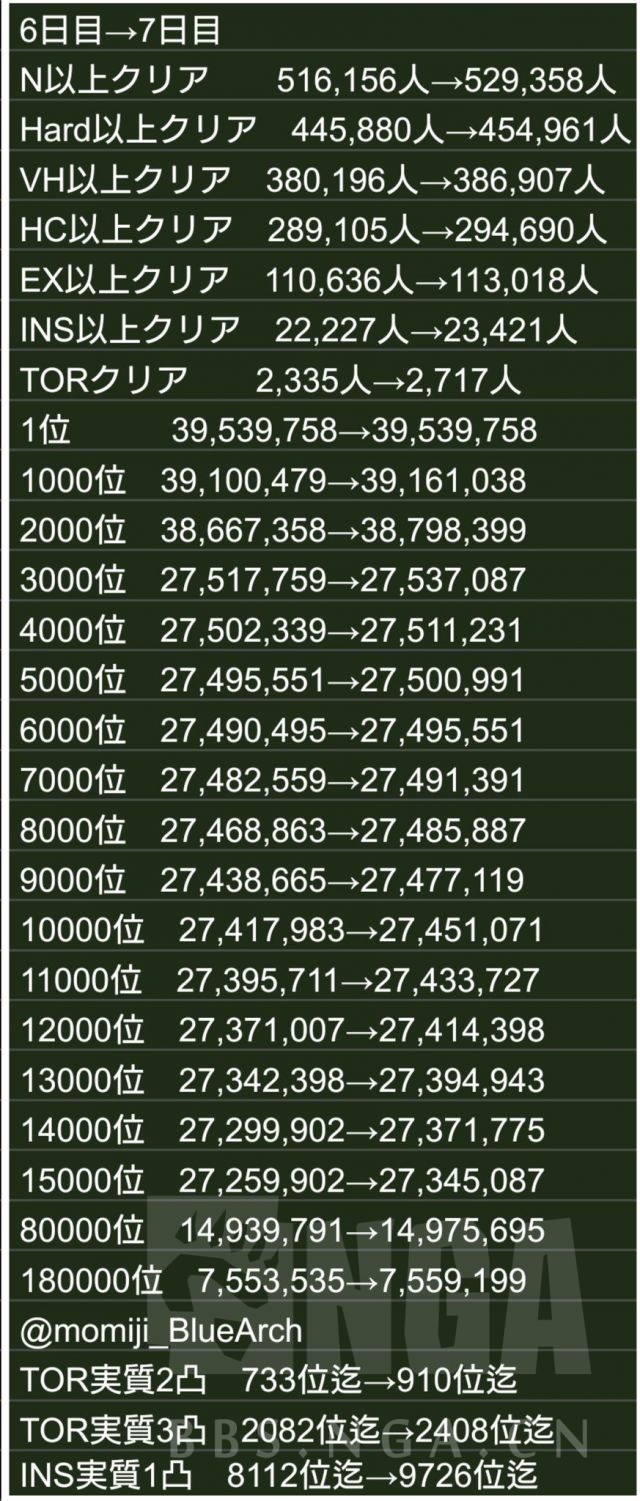 6日目→7日目
N以上クリア 516,156人→529,358人
Hard以上クリア 445,880人→454,961人
VH以上クリア 380,196人→386,907人
HC以上クリア 289,105人→294,690人
EX以上クリア 110,636人→113,018人
INS以上クリア 22,227人→23,421人
TORクリア 2,335人→2,717人
1位 39,539,758→39,539,758
1000位 39,100,479→39,161,038
2000位 38,667,358→38,798,399
3000位 27,517,759→27,537,087
4000位 27,502,339→27,511,231
5000位 27,495,551→27,500,991
6000位 27,490,495→27,495,551
7000位 27,482,559→27,491,391
8000位 27,468,863→27,485,887
9000位 27,438,665→27,477,119
10000位 27,417,983→27,451,071
11000位 27,395,711→27,433,727
12000位 27,371,007→27,414,398
13000位 27,342,398→27,394,943
14000位 27,299,902→27,371,775
15000位 27,259,902→27,345,087
80000位 14,939,791→14,975,695
180000位 7,553,535→7,559,199
@momiji_BlueArch
TOR実質2凸 733位迄→910位迄
TOR実質3凸 2082位迄→2408位迄
INS実質1凸 8112位迄→9726位迄
NGA
BBS.NGA.CN